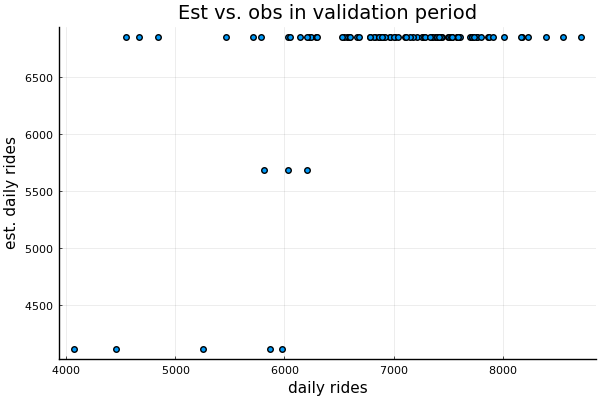 Est vs. obs in validation period
est. daily rides
6500
6000
5500
5000
4500
4000 5000 6000 7000 8000
daily rides